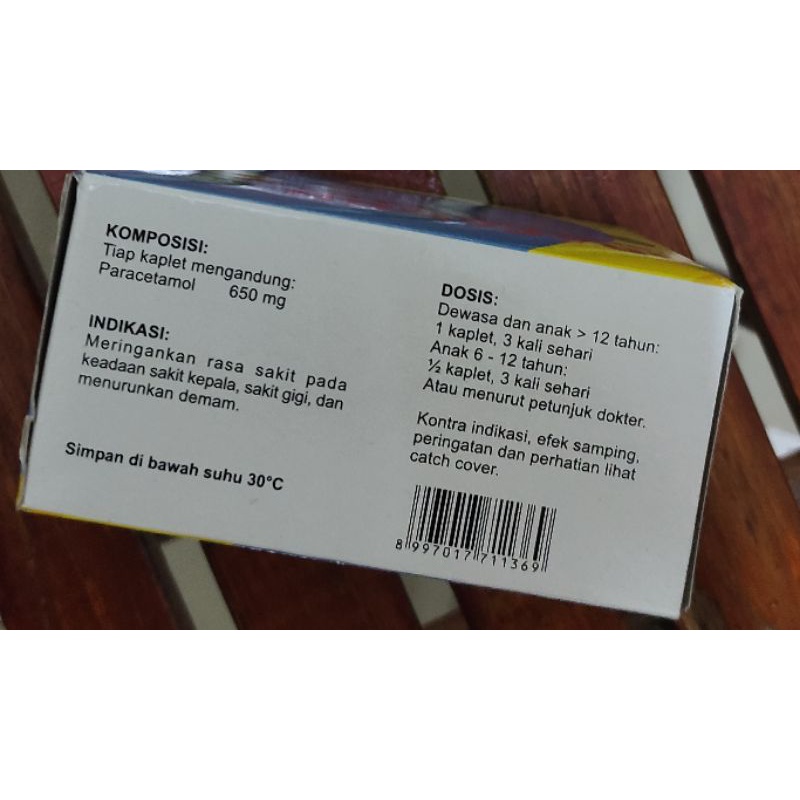 KOMPOSISI:
Tiap kaplet mengandung:
Paracetamol 650 mg
INDIKASI:
Meringankan rasa sakit pada
keadaan sakit kepala, sakit gigi, dan
menurunkan demam.
Simpan di bawah suhu 30°C
DOSIS:
Dewasa dan anak > 12 tahun:
1 kaplet, 3 kali sehari
Anak 6 - 12 tahun:
½ kaplet, 3 kali sehari
Atau menurut petunjuk dokter.
Kontra indikasi, efek samping,
peringatan dan perhatian lihat
catch cover.
8 997017 711369